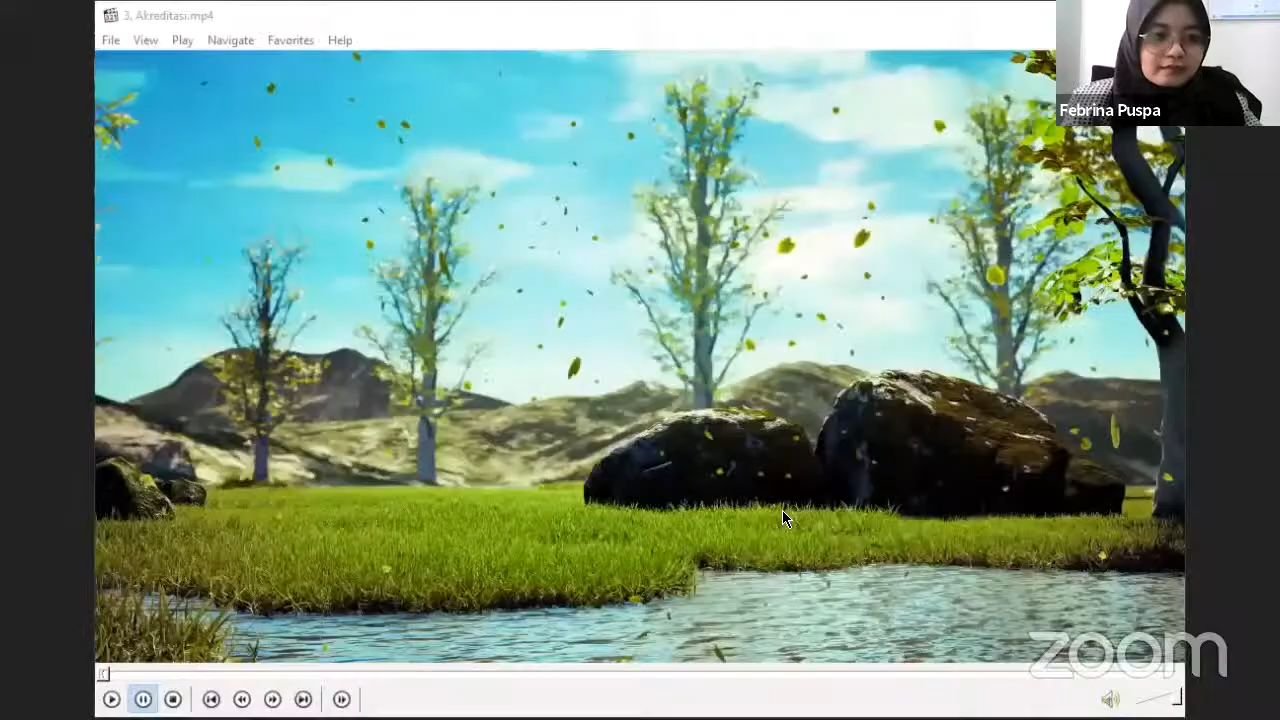 3, Akreditasi.mp4
File View Play Navigate Favorites Help
Febrina Puspa
zoom